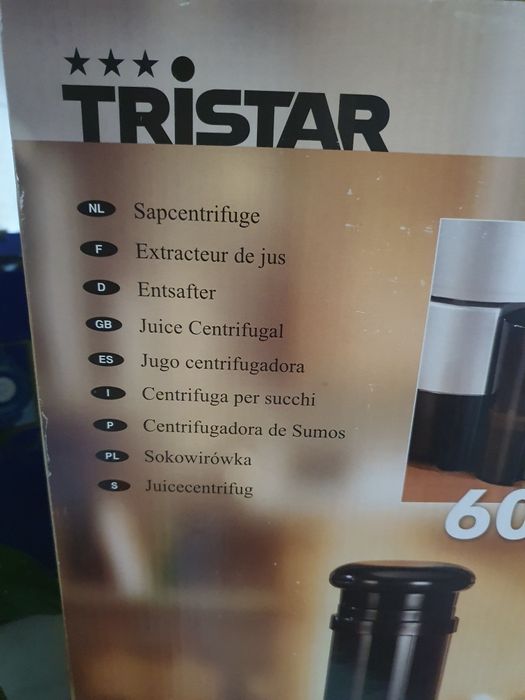 TRiSTAR
NL Sapcentrifuge
F Extracteur de jus
D Entsafter
GB Juice Centrifugal
ES Jugo centrifugadora
I Centrifuga per succhi
P Centrifugadora de Sumos
PL Sokowirówka
S Juicecentrifug
60